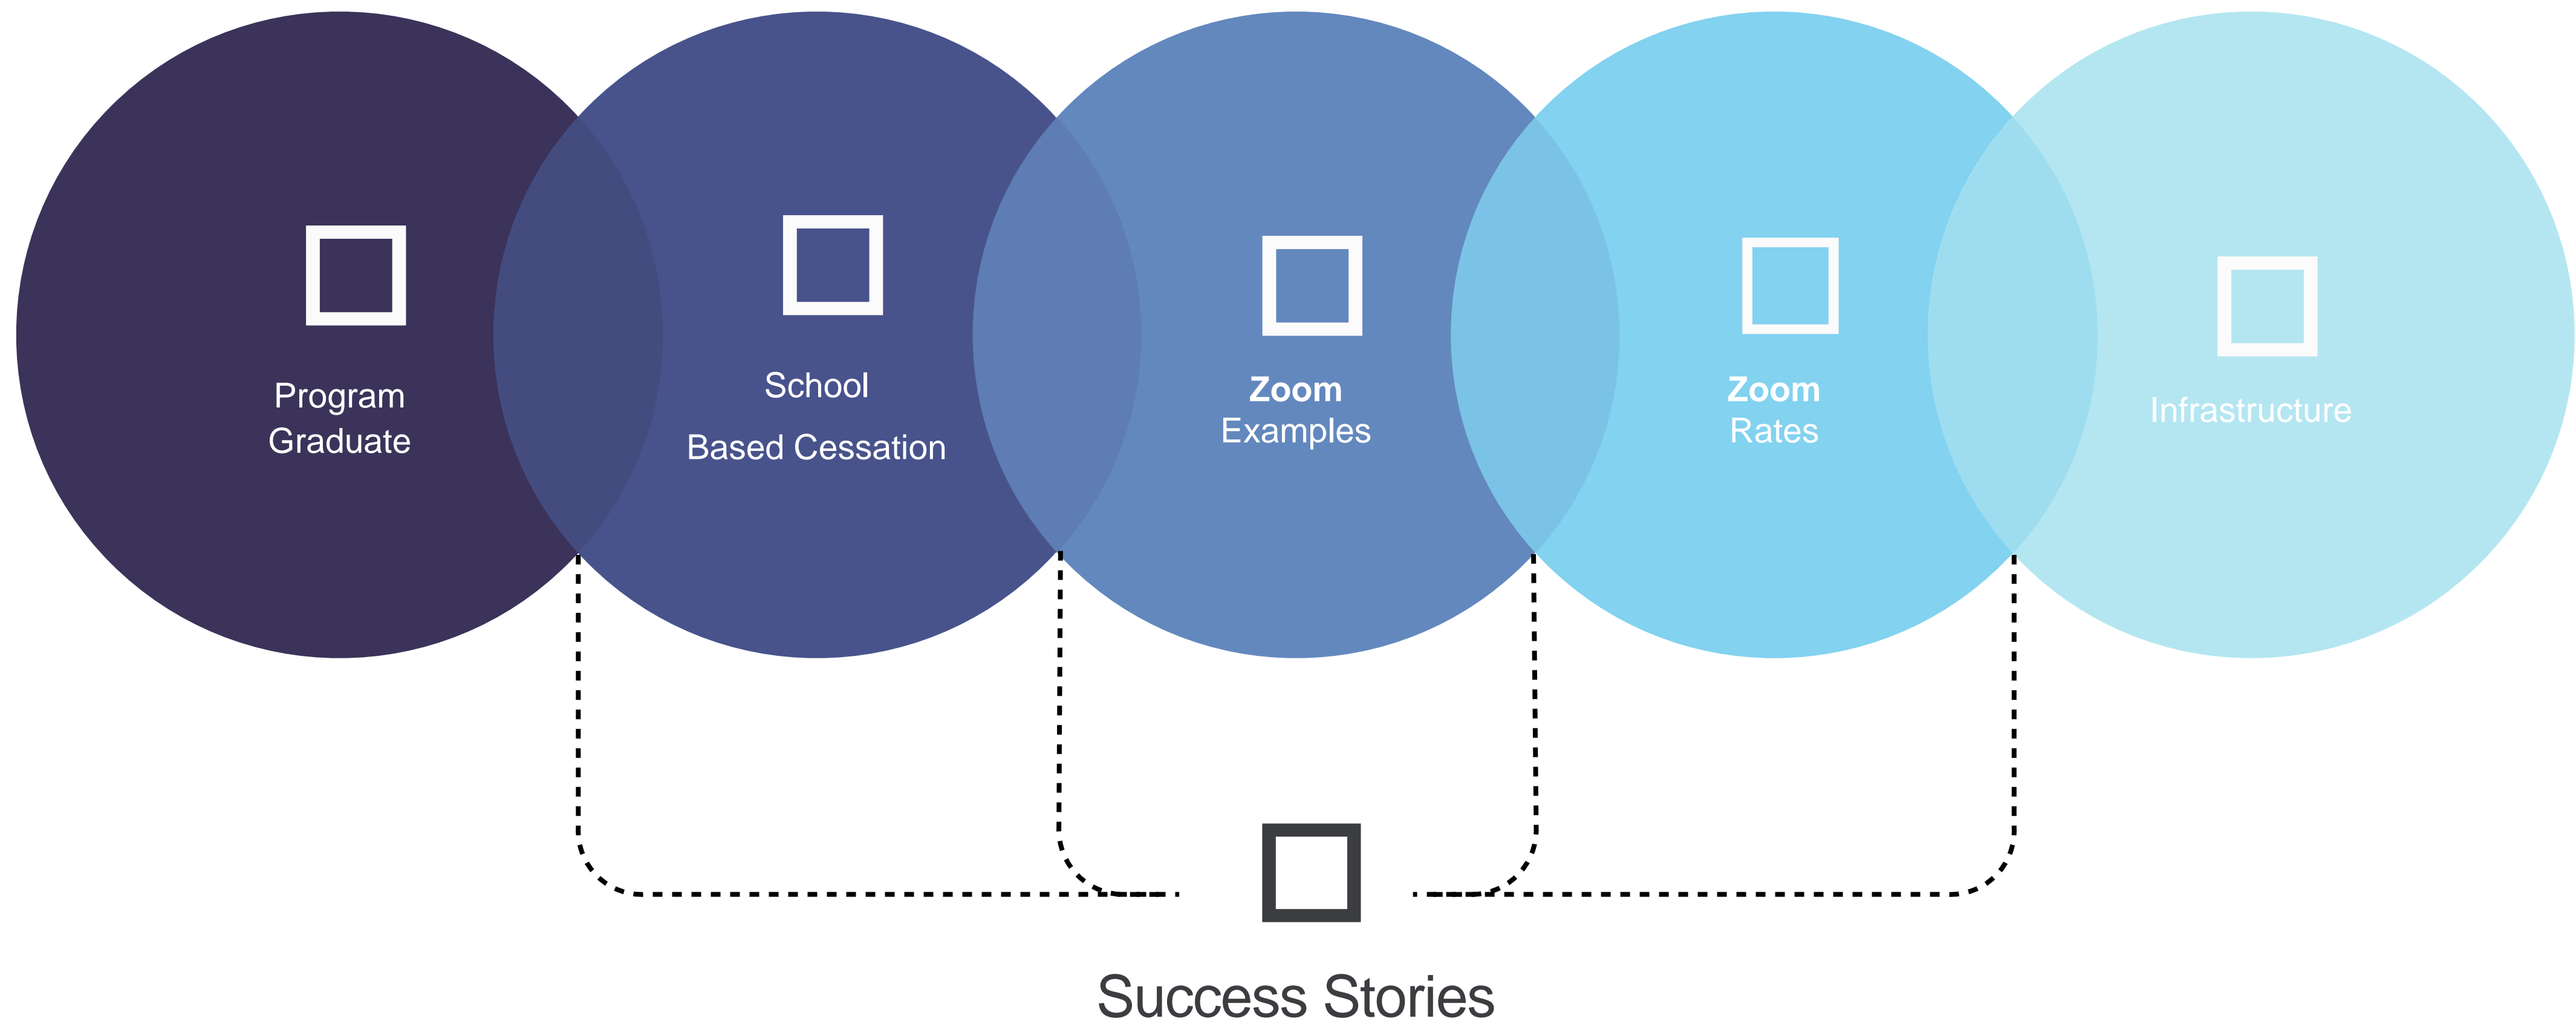 Program
Graduate
School
Based Cessation
Zoom
Examples
Zoom
Rates
Infrastructure
Success Stories